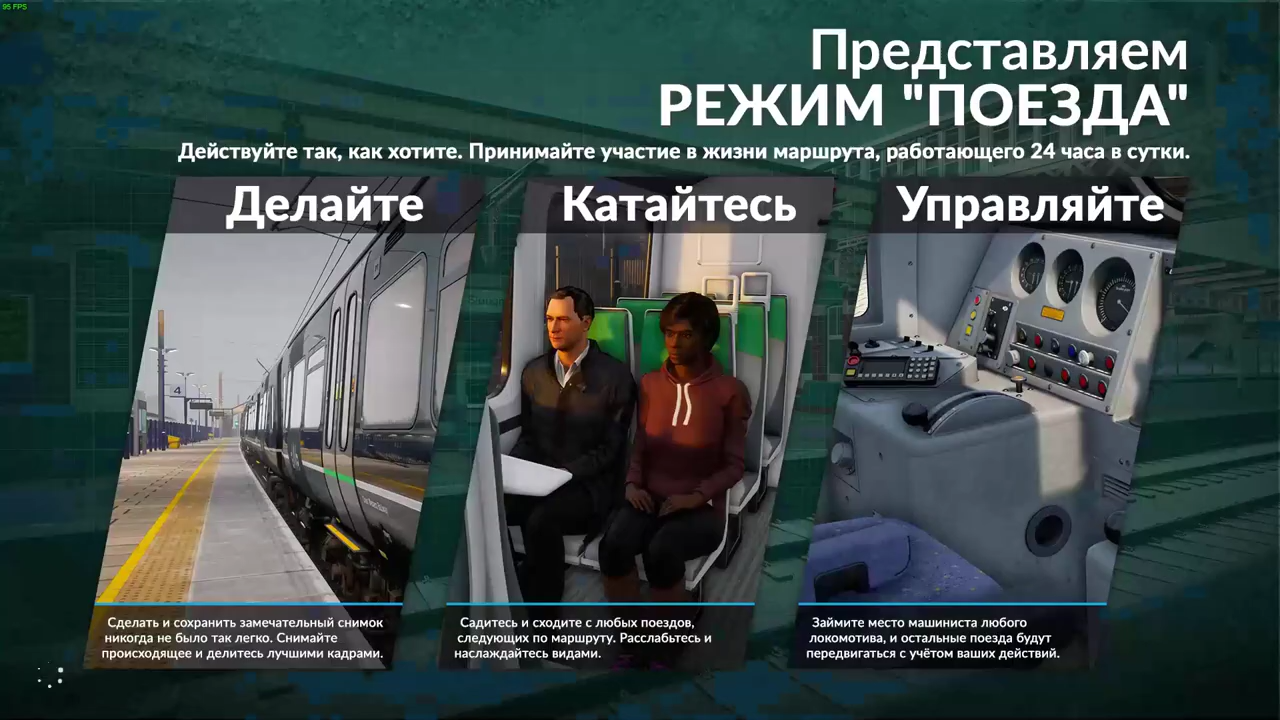 95 FPS
Представляем
РЕЖИМ "ПОЕЗДА"
Действуйте так, как хотите. Принимайте участие в жизни маршрута, работающего 24 часа в сутки.
Делайте
Катайтесь
Управляйте
4
Сделать и сохранить замечательный снимок
никогда не было так легко. Снимайте
происходящее и делитесь лучшими кадрами.
Садитесь и сходите с любых поездов,
следующих по маршруту. Расслабьтесь и
наслаждайтесь видами.
Займите место машиниста любого
локомотива, и остальные поезда будут
передвигаться с учётом ваших действий.